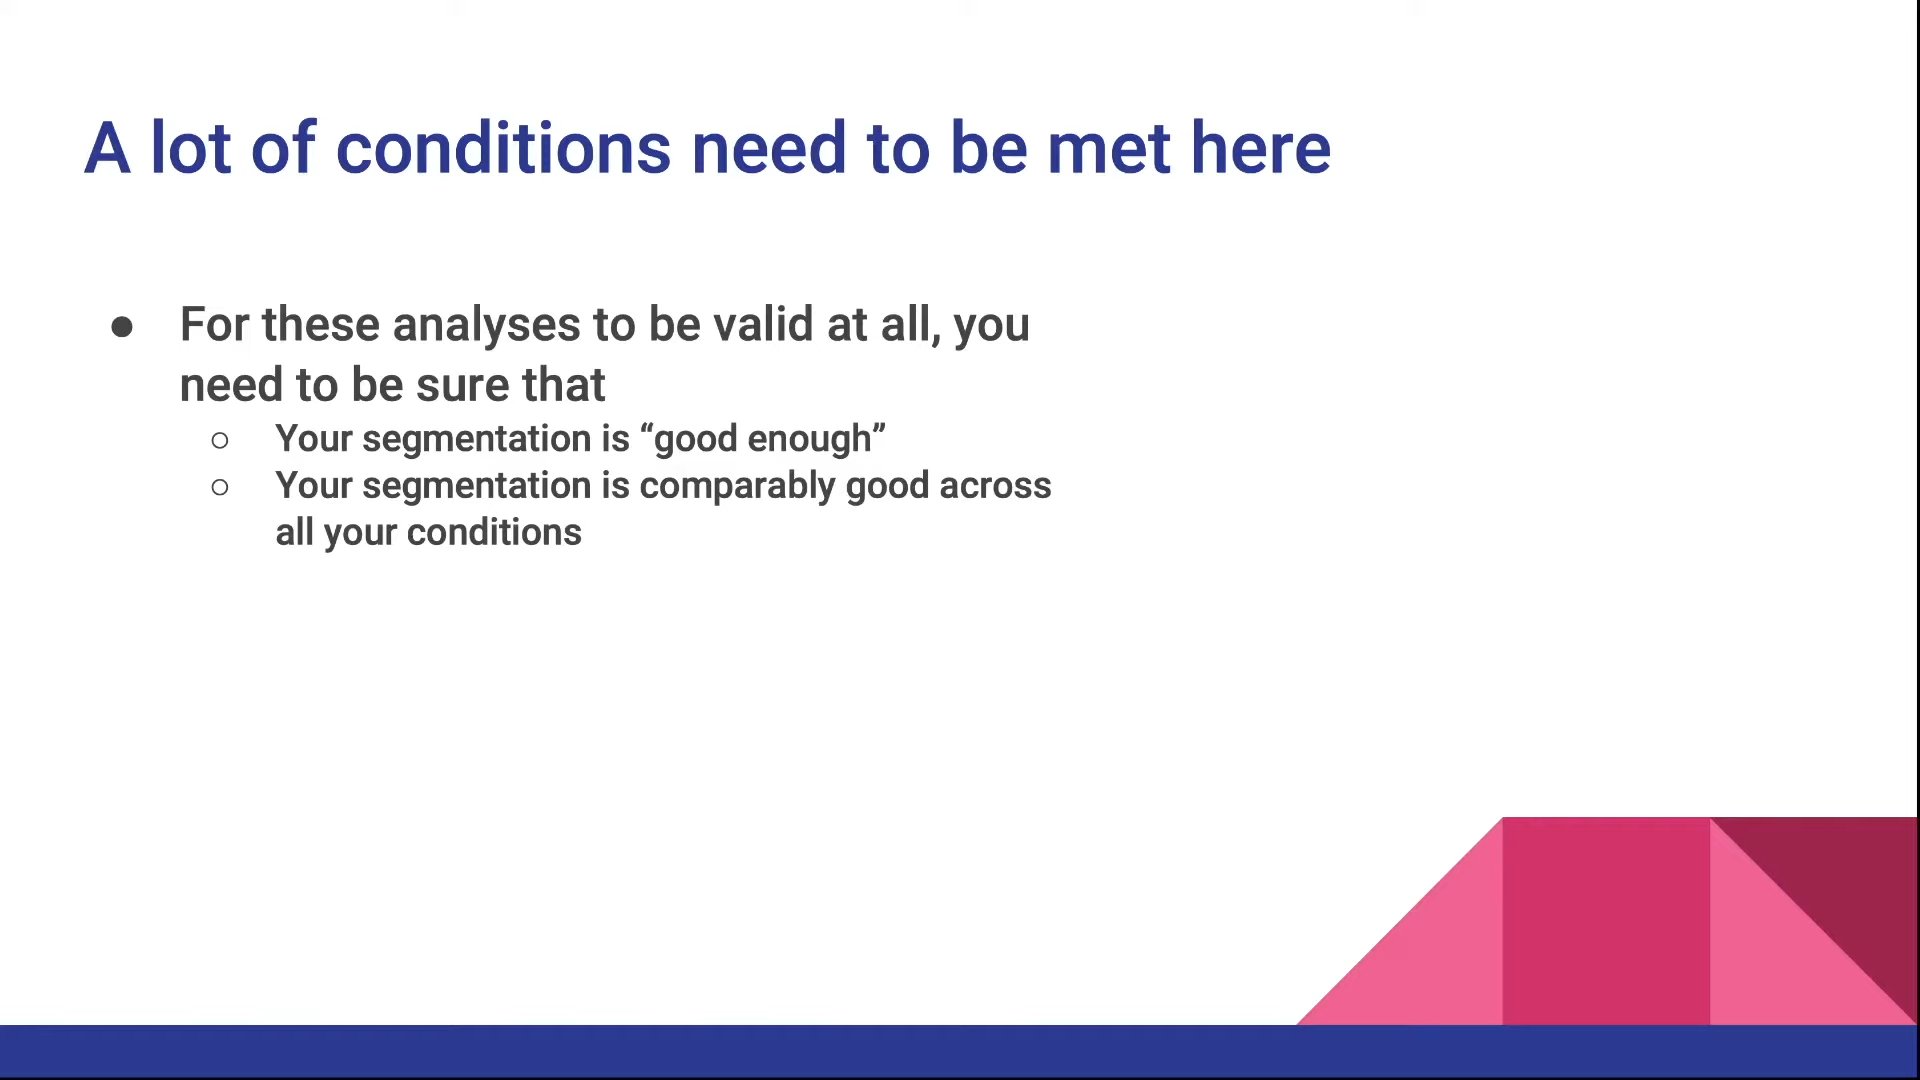 A lot of conditions need to be met here
● For these analyses to be valid at all, you
need to be sure that
○ Your segmentation is “good enough”
○ Your segmentation is comparably good across
all your conditions